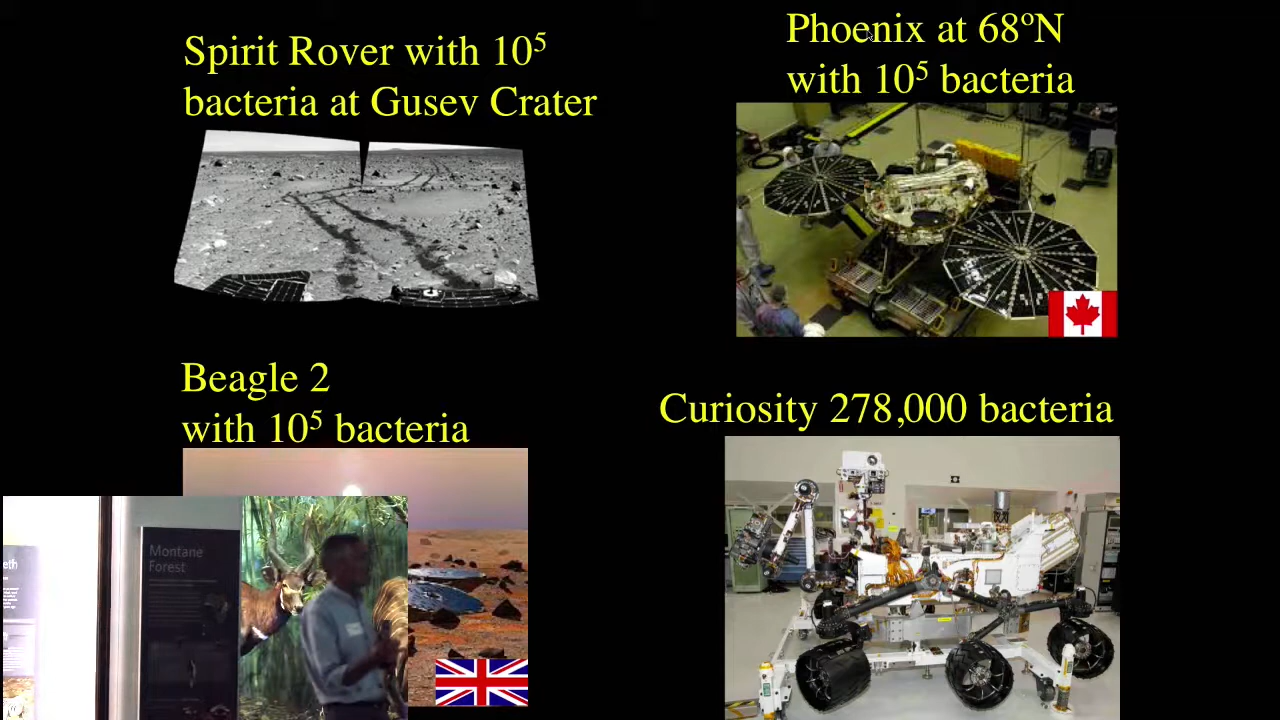 Spirit Rover with 10⁵
bacteria at Gusev Crater
Phoenix at 68°N
with 10⁵ bacteria
Beagle 2
with 10⁵ bacteria
Curiosity 278,000 bacteria
Montane
Forest